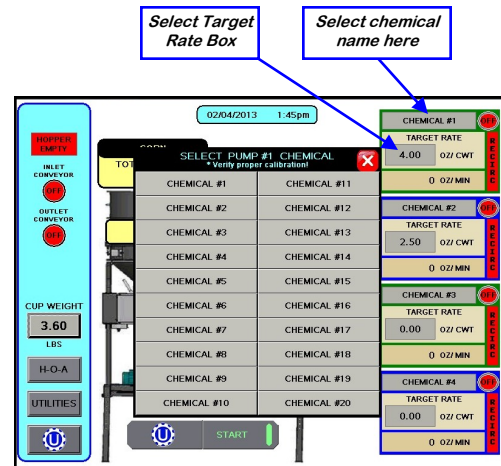 Select Target
Rate Box
Select chemical
name here
02/04/2013 1:45pm
HOPPER
EMPTY
INLET
CONVEYOR
OFF
OUTLET
CONVEYOR
OFF
CUP WEIGHT
3.60
LBS
H-O-A
UTILITIES
U
SELECT PUMP #1 CHEMICAL
* Verify proper calibration!
X
CHEMICAL #1 CHEMICAL #11
CHEMICAL #2 CHEMICAL #12
CHEMICAL #3 CHEMICAL #13
CHEMICAL #4 CHEMICAL #14
CHEMICAL #5 CHEMICAL #15
CHEMICAL #6 CHEMICAL #16
CHEMICAL #7 CHEMICAL #17
CHEMICAL #8 CHEMICAL #18
CHEMICAL #9 CHEMICAL #19
CHEMICAL #10 CHEMICAL #20
U START
CHEMICAL #1 OFF
TARGET RATE
4.00 OZ/ CWT
0 OZ/ MIN
RECIRC
CHEMICAL #2 OFF
TARGET RATE
2.50 OZ/ CWT
0 OZ/ MIN
RECIRC
CHEMICAL #3 OFF
TARGET RATE
0.00 OZ/ CWT
0 OZ/ MIN
RECIRC
CHEMICAL #4 OFF
TARGET RATE
0.00 OZ/ CWT
0 OZ/ MIN
RECIRC